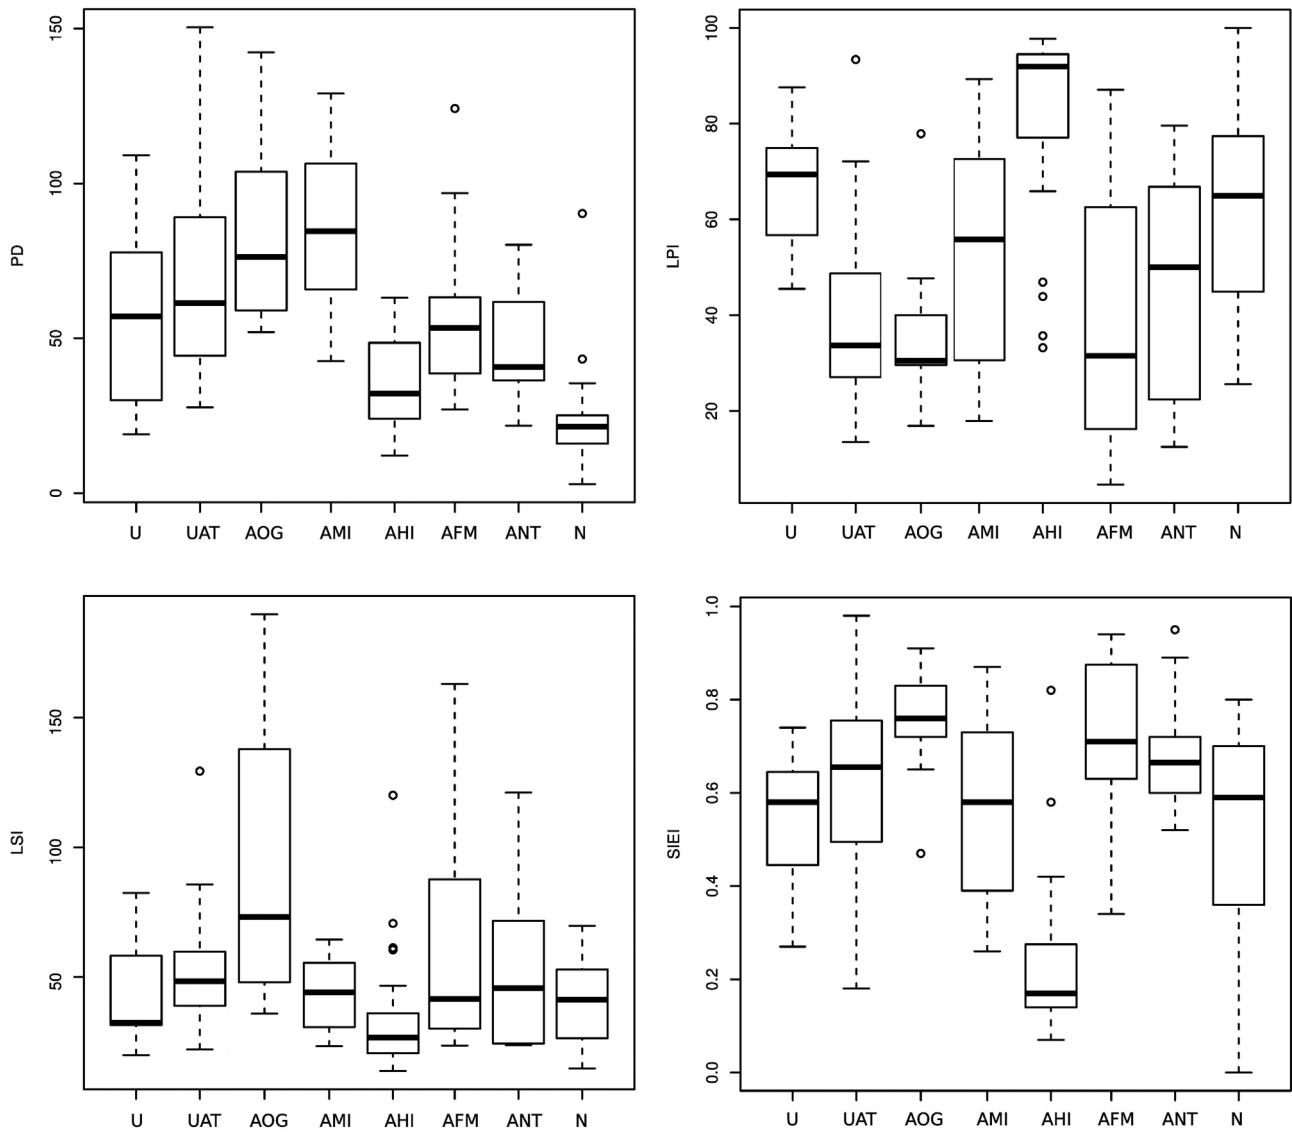 PD
150
100
50
0
U UAT AOG AMI AHI AFM ANT N
LPI
100
80
60
40
20
U UAT AOG AMI AHI AFM ANT N
LSI
150
100
50
U UAT AOG AMI AHI AFM ANT N
SIEI
1.0
0.8
0.6
0.4
0.2
0.0
U UAT AOG AMI AHI AFM ANT N